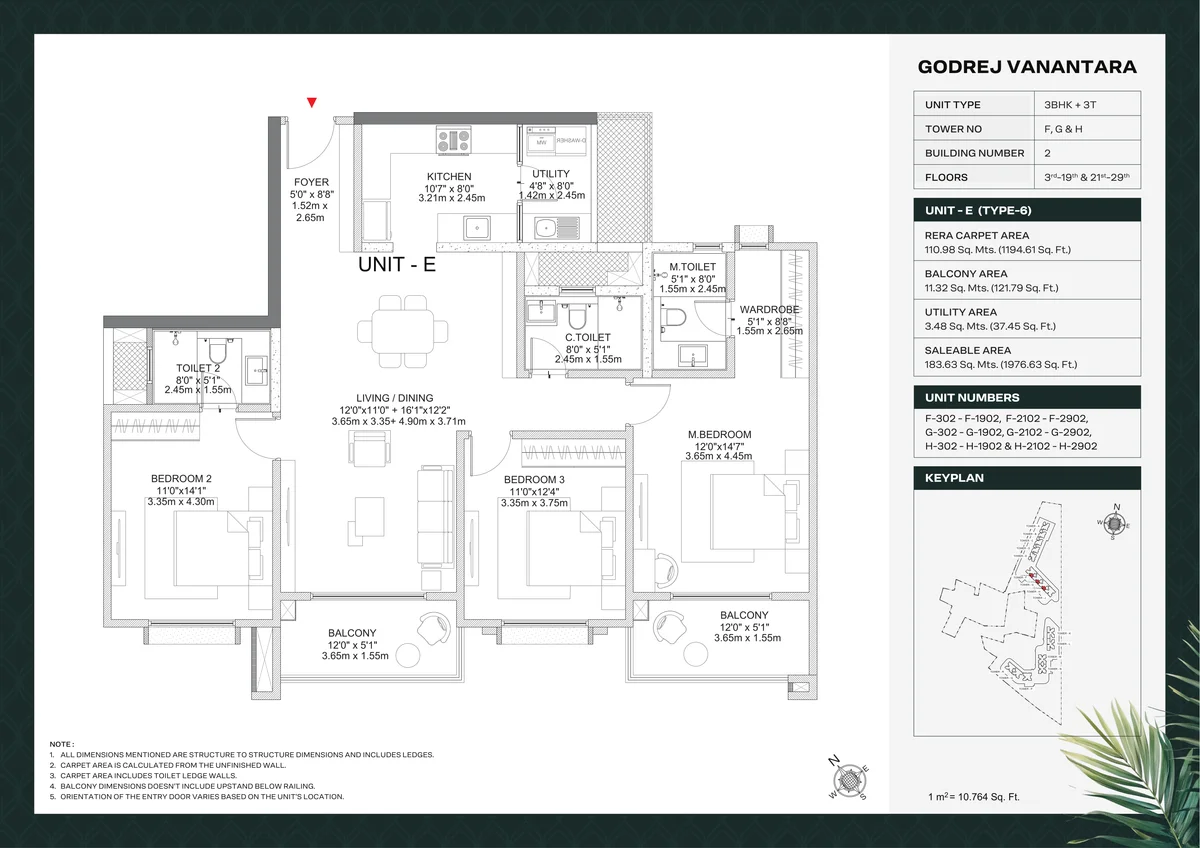 GODREJ VANANTARA
UNIT TYPE 3BHK + 3T
TOWER NO F, G & H
BUILDING NUMBER 2
FLOORS 3rd-19th & 21st-29th
UNIT - E (TYPE-6)
RERA CARPET AREA
110.98 Sq. Mts. (1194.61 Sq. Ft.)
BALCONY AREA
11.32 Sq. Mts. (121.79 Sq. Ft.)
UTILITY AREA
3.48 Sq. Mts. (37.45 Sq. Ft.)
SALEABLE AREA
183.63 Sq. Mts. (1976.63 Sq. Ft.)
UNIT NUMBERS
F-302 - F-1902, F-2102 - F-2902,
G-302 - G-1902, G-2102 - G-2902,
H-302 - H-1902 & H-2102 - H-2902
KEYPLAN
N
W E
S
1 m2 = 10.764 Sq. Ft.
FOYER
5'0" x 8'8"
1.52m x
2.65m
KITCHEN
10'7" x 8'0"
3.21m x 2.45m
MW
D-WASHER
UTILITY
4'8" x 8'0"
1.42m x 2.45m
UNIT - E
M.TOILET
5'1" x 8'0"
1.55m x 2.45m
WARDROBE
5'1" x 8'8"
1.55m x 2.65m
C.TOILET
8'0" x 5'1"
2.45m x 1.55m
TOILET 2
8'0" x 5'1"
2.45m x 1.55m
LIVING / DINING
12'0"x11'0" + 16'1"x12'2"
3.65m x 3.35+ 4.90m x 3.71m
M.BEDROOM
12'0"x14'7"
3.65m x 4.45m
BEDROOM 2
11'0"x14'1"
3.35m x 4.30m
BEDROOM 3
11'0"x12'4"
3.35m x 3.75m
BALCONY
12'0" x 5'1"
3.65m x 1.55m
BALCONY
12'0" x 5'1"
3.65m x 1.55m
NOTE :
1. ALL DIMENSIONS MENTIONED ARE STRUCTURE TO STRUCTURE DIMENSIONS AND INCLUDES LEDGES.
2. CARPET AREA IS CALCULATED FROM THE UNFINISHED WALL.
3. CARPET AREA INCLUDES TOILET LEDGE WALLS.
4. BALCONY DIMENSIONS DOESN'T INCLUDE UPSTAND BELOW RAILING.
5. ORIENTATION OF THE ENTRY DOOR VARIES BASED ON THE UNIT'S LOCATION.
N
E
W
S